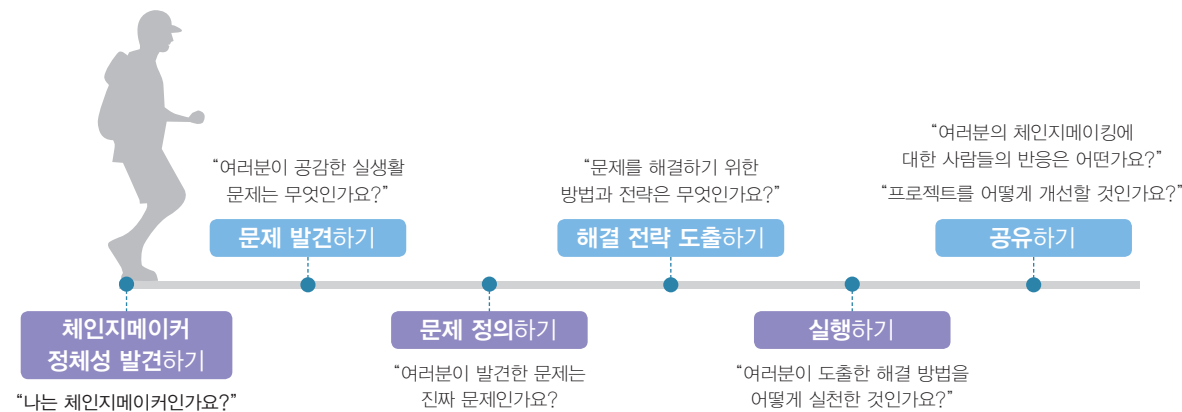 체인지메이커
정체성 발견하기
“나는 체인지메이커인가요?”
“여러분이 공감한 실생활
문제는 무엇인가요?”
문제 발견하기
문제 정의하기
“여러분이 발견한 문제는
진짜 문제인가요?
“문제를 해결하기 위한
방법과 전략은 무엇인가요?”
해결 전략 도출하기
실행하기
“여러분이 도출한 해결 방법을
어떻게 실천한 것인가요?”
“여러분의 체인지메이킹에
대한 사람들의 반응은 어떤가요?”
“프로젝트를 어떻게 개선할 것인가요?”
공유하기